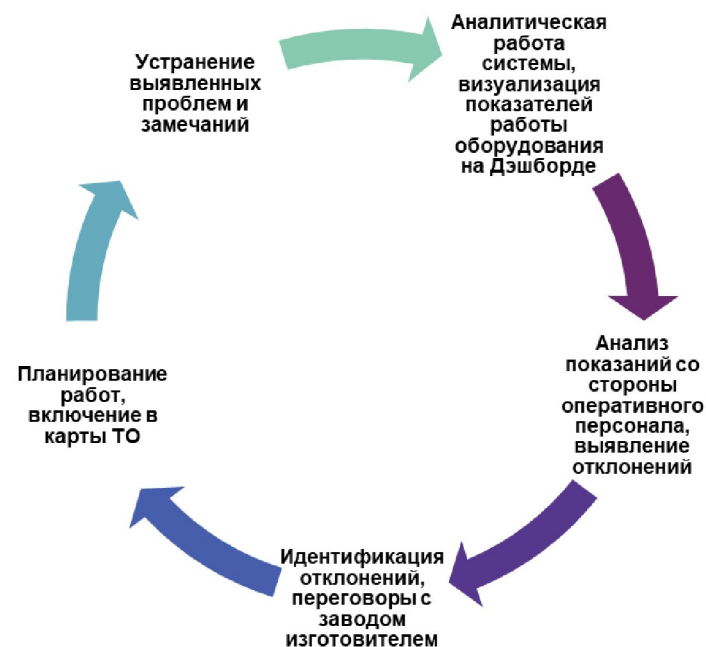 Аналитическая
работа
системы,
визуализация
показателей
работы
оборудования
на Дэшборде
Анализ
показаний со
стороны
оперативного
персонала,
выявление
отклонений
Идентификация
отклонений,
переговоры с
заводом
изготовителем
Планирование
работ,
включение в
карты ТО
Устранение
выявленных
проблем и
замечаний